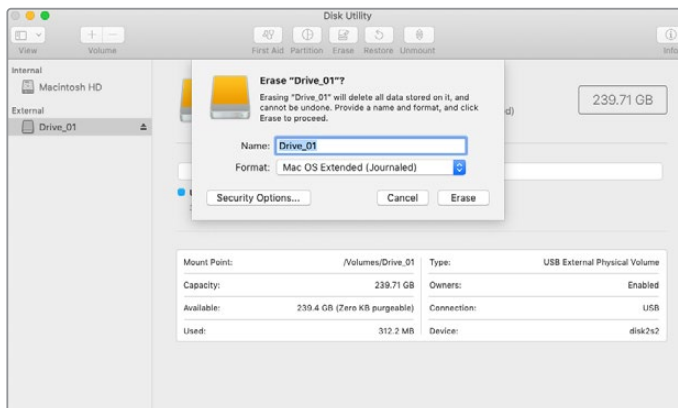 Disk Utility
View
Volume
First Aid Partition Erase Restore Unmount
Info
Internal
Macintosh HD
External
Drive_01
Erase "Drive_01"?
Erasing "Drive_01" will delete all data stored on it, and
cannot be undone. Provide a name and format, and click
Erase to proceed.
Name: Drive_01
Format: Mac OS Extended (Journaled)
Security Options... Cancel Erase
239.71 GB
Mount Point: /Volumes/Drive_01
Capacity: 239.71 GB
Available: 239.4 GB (Zero KB purgeable)
Used: 312.2 MB
Type: USB External Physical Volume
Owners: Enabled
Connection: USB
Device: disk2s2